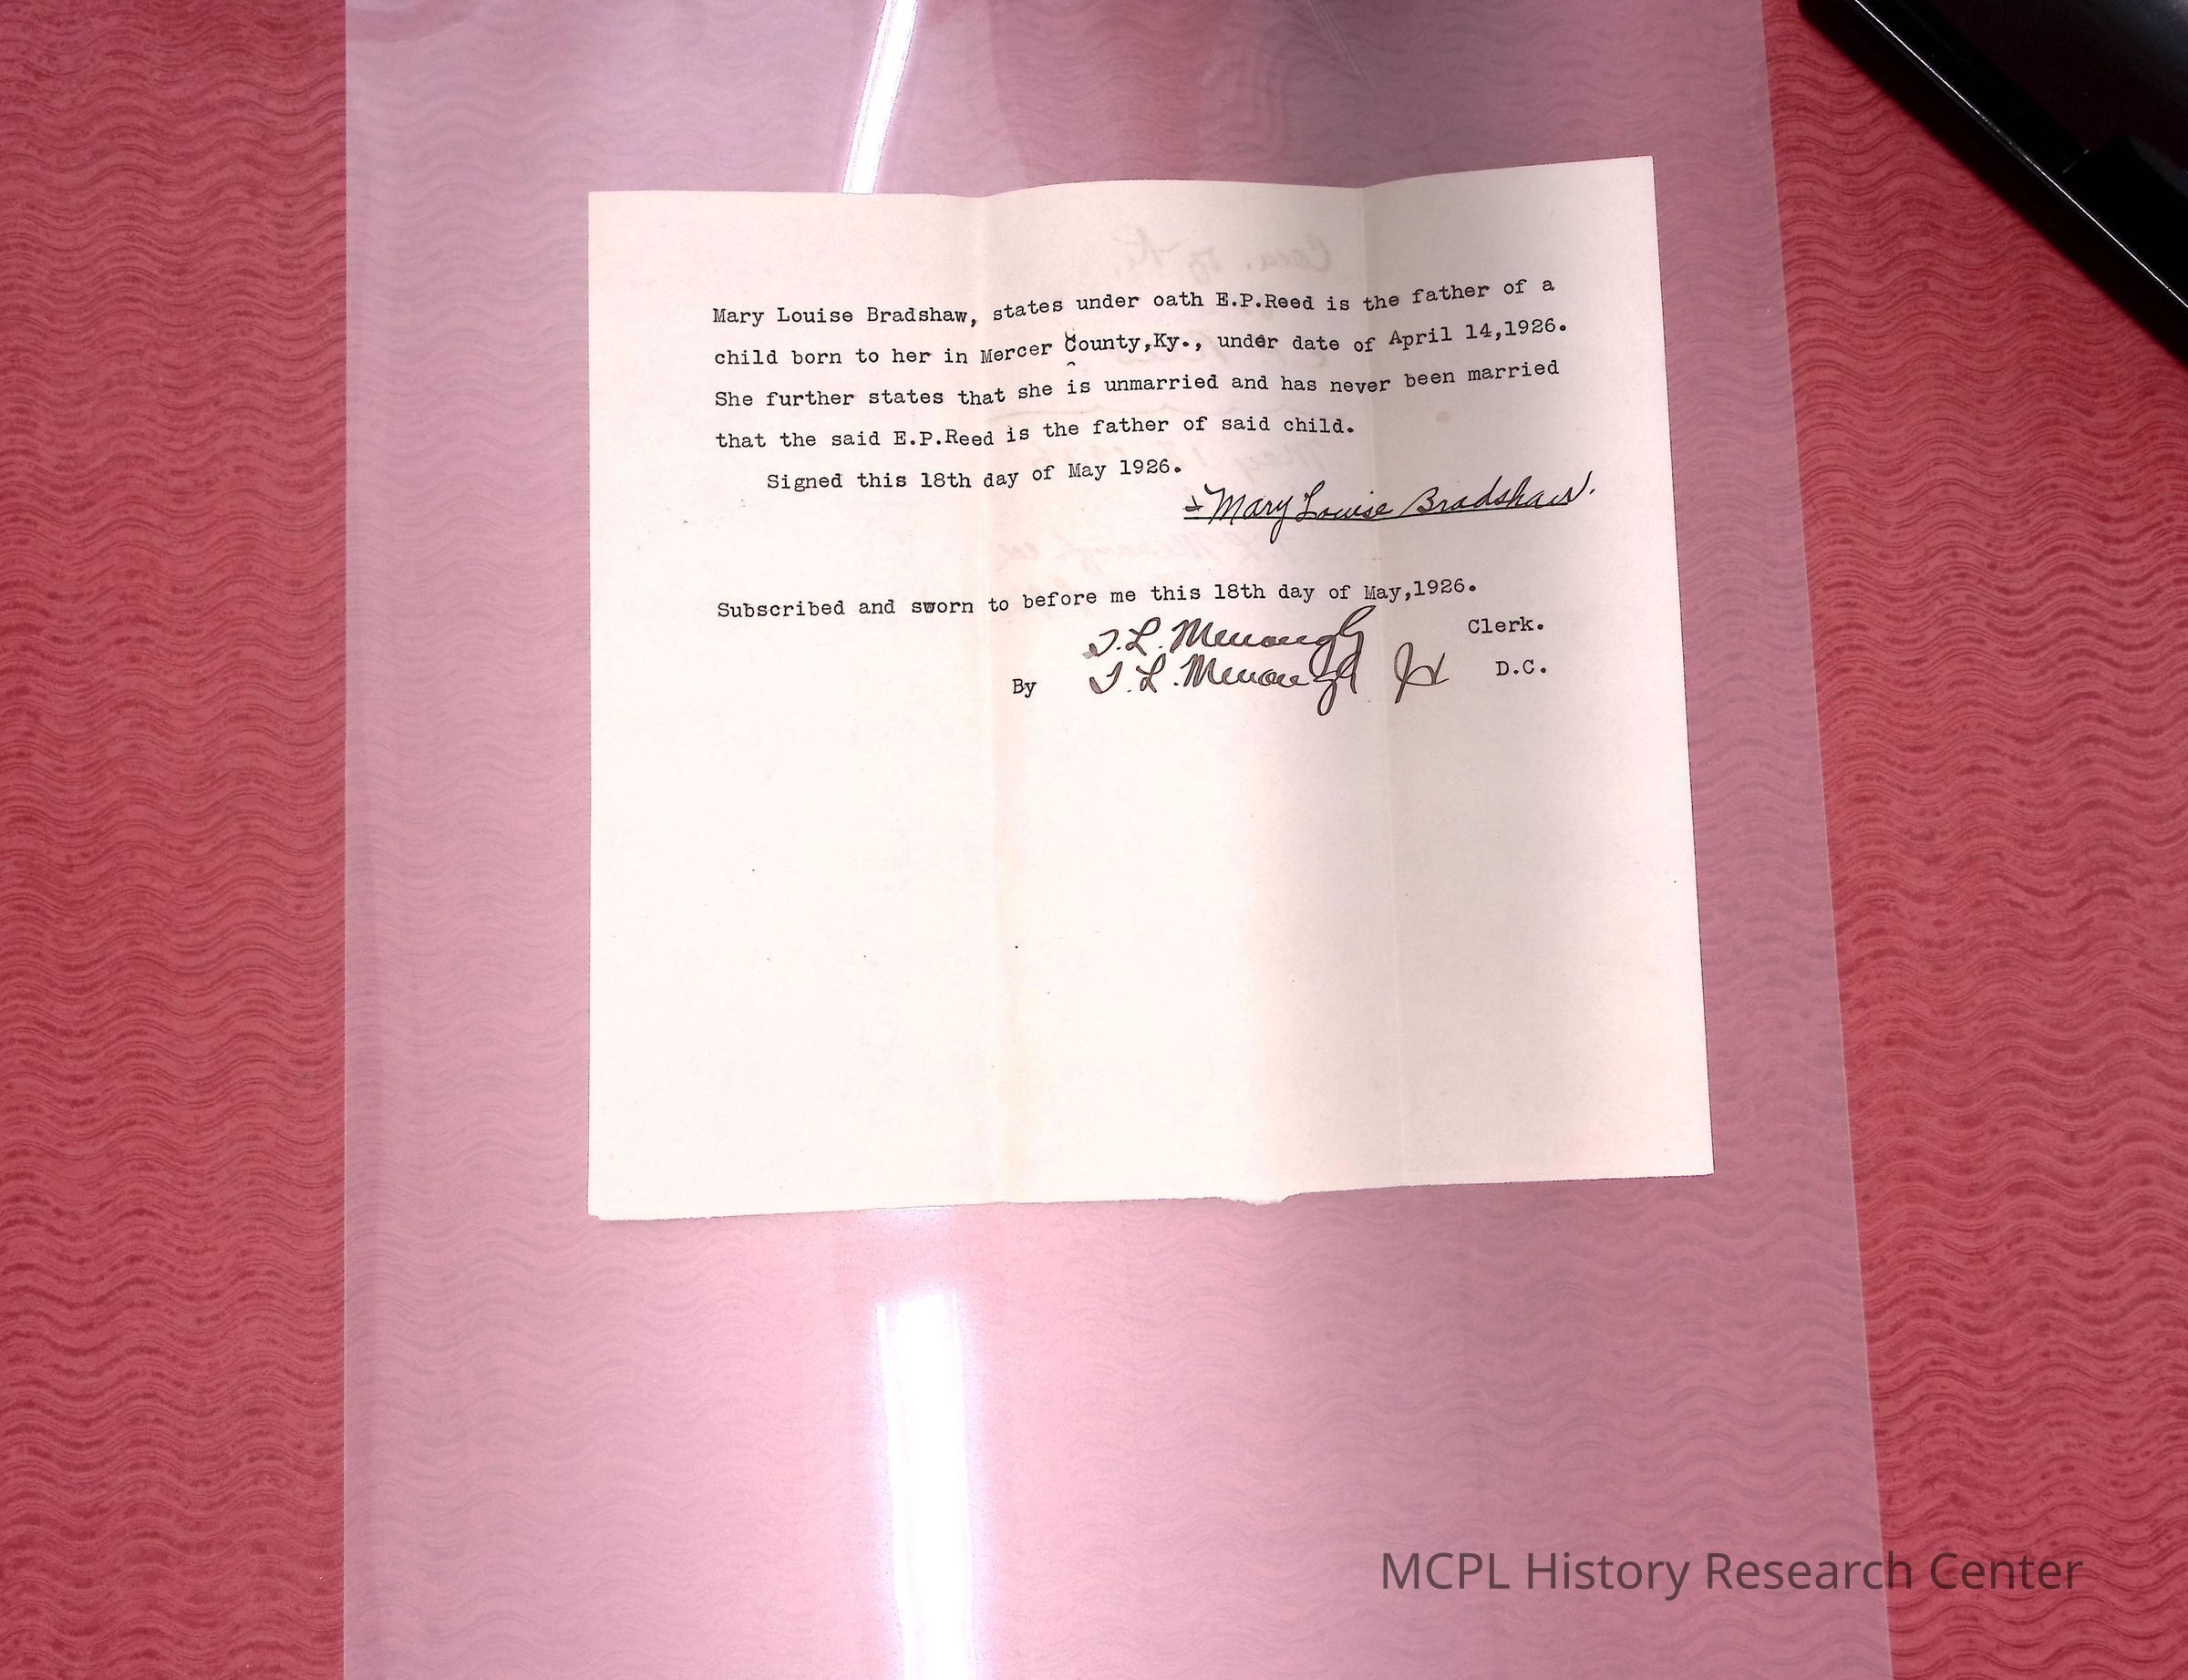 Mary Louise Bradshaw, states under oath E.P.Reed is the father of a
child born to her in Mercer County,Ky., under date of April 14,1926.
She further states that she is unmarried and has never been married
that the said E.P.Reed is the father of said child.
Signed this 18th day of May 1926.
Mary Louise Bradshaw.
Subscribed and sworn to before me this 18th day of May,1926.
T.L. Menaugh Clerk.
By T.L. Menaugh Jr D.C.
MCPL History Research Center